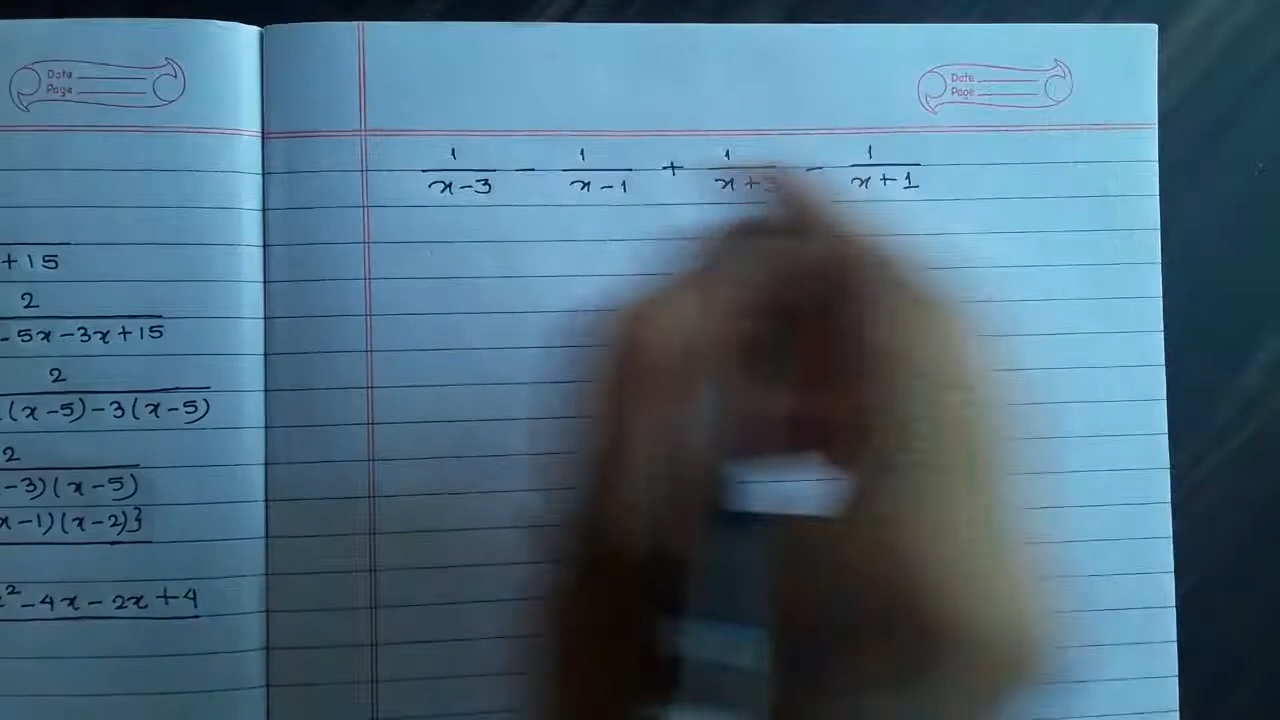 Date
Page
+15
2
-5x-3x+15
2
(x-5)-3(x-5)
2
-3)(x-5)
x-1)(x-2)}
²-4x-2x+4
Date
Page
1/(x-3) - 1/(x-1) + 1/(x+3) - 1/(x+1)